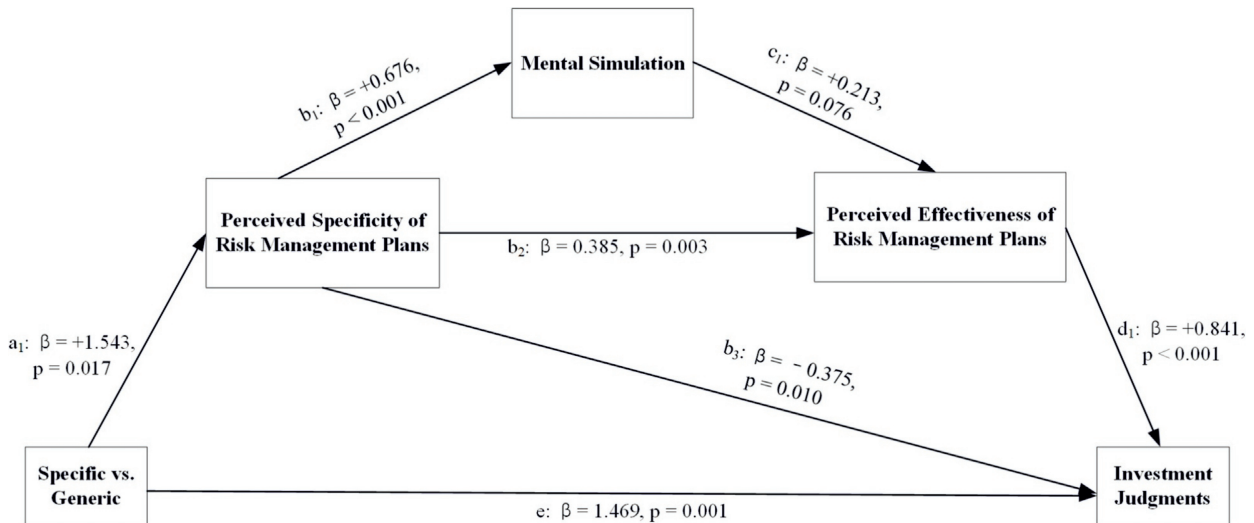 Mental Simulation
b₁: β = +0.676,
p < 0.001
c₁: β = +0.213,
p = 0.076
Perceived Specificity of
Risk Management Plans
Perceived Effectiveness of
Risk Management Plans
b₂: β = 0.385, p = 0.003
a₁: β = +1.543,
p = 0.017
b₃: β = − 0.375,
p = 0.010
d₁: β = +0.841,
p < 0.001
Specific vs.
Generic
Investment
Judgments
e: β = 1.469, p = 0.001